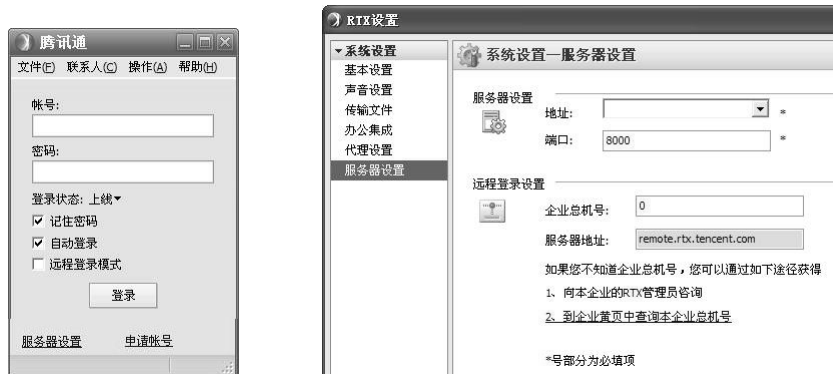 腾讯通
文件(F) 联系人(C) 操作(A) 帮助(H)
帐号:
密码:
登录状态: 上线
记住密码
自动登录
远程登录模式
登录
服务器设置 申请帐号
RTX设置
系统设置
基本设置
声音设置
传输文件
办公集成
代理设置
服务器设置
系统设置—服务器设置
服务器设置
地址: *
端口: 8000 *
远程登录设置
企业总机号: 0
服务器地址: remote.rtx.tencent.com
如果您不知道企业总机号，您可以通过如下途径获得
1、向本企业的RTX管理员咨询
2、到企业黄页中查询本企业总机号
*号部分为必填项